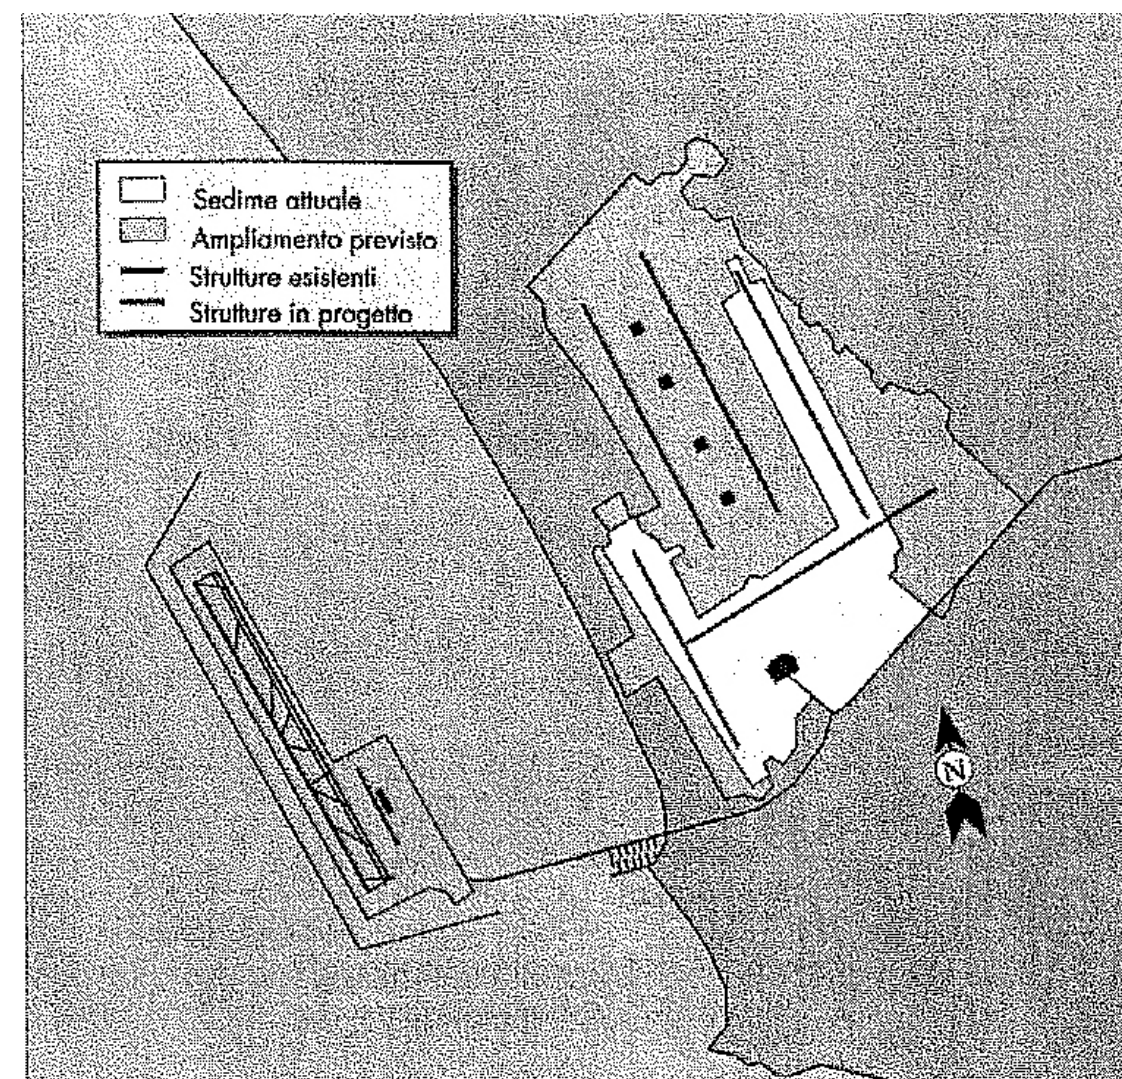 Sedime attuale
Ampliamento previsto
Strutture esistenti
Strutture in progetto
N